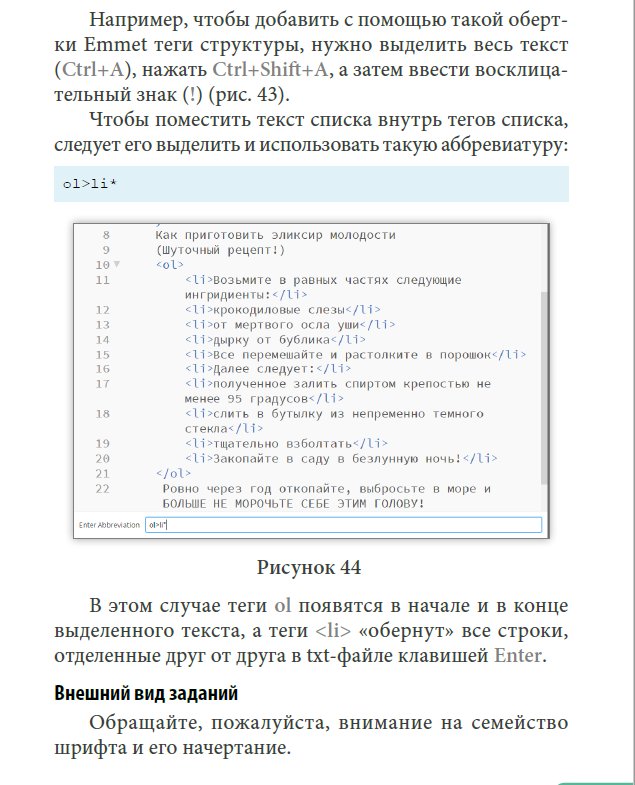 Например, чтобы добавить с помощью такой оберт-
ки Emmet теги структуры, нужно выделить весь текст
(Ctrl+A), нажать Ctrl+Shift+A, а затем ввести восклица-
тельный знак (!) (рис. 43).
Чтобы поместить текст списка внутрь тегов списка,
следует его выделить и использовать такую аббревиатуру:
ol>li*
8 Как приготовить эликсир молодости
9 (Шуточный рецепт!)
10 <ol>
11 <li>Возьмите в равных частях следующие
ингридиенты:</li>
12 <li>крокодиловые слезы</li>
13 <li>от мертвого осла уши</li>
14 <li>дырку от бублика</li>
15 <li>Все перемешайте и растолките в порошок</li>
16 <li>Далее следует:</li>
17 <li>полученное залить спиртом крепостью не
менее 95 градусов</li>
18 <li>слить в бутылку из непременно темного
стекла</li>
19 <li>тщательно взболтать</li>
20 <li>Закопайте в саду в безлунную ночь!</li>
21 </ol>
22 Ровно через год откопайте, выбросьте в море и
БОЛЬШЕ НЕ МОРОЧЬТЕ СЕБЕ ЭТИМ ГОЛОВУ!
Enter Abbreviation ol>li*
Рисунок 44
В этом случае теги ol появятся в начале и в конце
выделенного текста, а теги <li> «обернут» все строки,
отделенные друг от друга в txt-файле клавишей Enter.
Внешний вид заданий
Обращайте, пожалуйста, внимание на семейство
шрифта и его начертание.